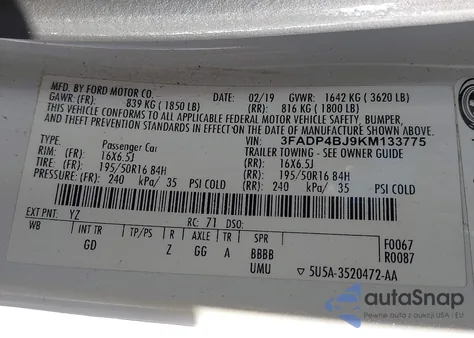 MFD. BY FORD MOTOR CO. 02/19 GVWR: 1642 KG (3620 LB)
GAWR: (FR): 839 KG (1850 LB) (RR): 816 KG (1800 LB)
THIS VEHICLE CONFORMS TO ALL APPLICABLE FEDERAL MOTOR VEHICLE SAFETY, BUMPER,
AND THEFT PREVENTION STANDARDS IN EFFECT ON THE DATE OF MANUFACTURE SHOWN ABOVE.
VIN: 3FADP4BJ9KM133775
TYPE: Passenger Car TRAILER TOWING - SEE OWNER GUIDE
RIM: (FR): 16X6.5J (RR): 16X6.5J
TIRE: 195/50R16 84H 195/50R16 84H
PRESSURE: (FR): 240 kPa/ 35 PSI COLD (RR): 240 kPa/ 35 PSI COLD
EXT PNT: YZ RC: 71 DSO:
WB INT TR TP/PS R AXLE TR SPR F0067
GD Z GG A BBBB R0087
UMU ▽ 5U5A-3520472-AA
autoSnap
Pewne auto z aukcji USA i EU